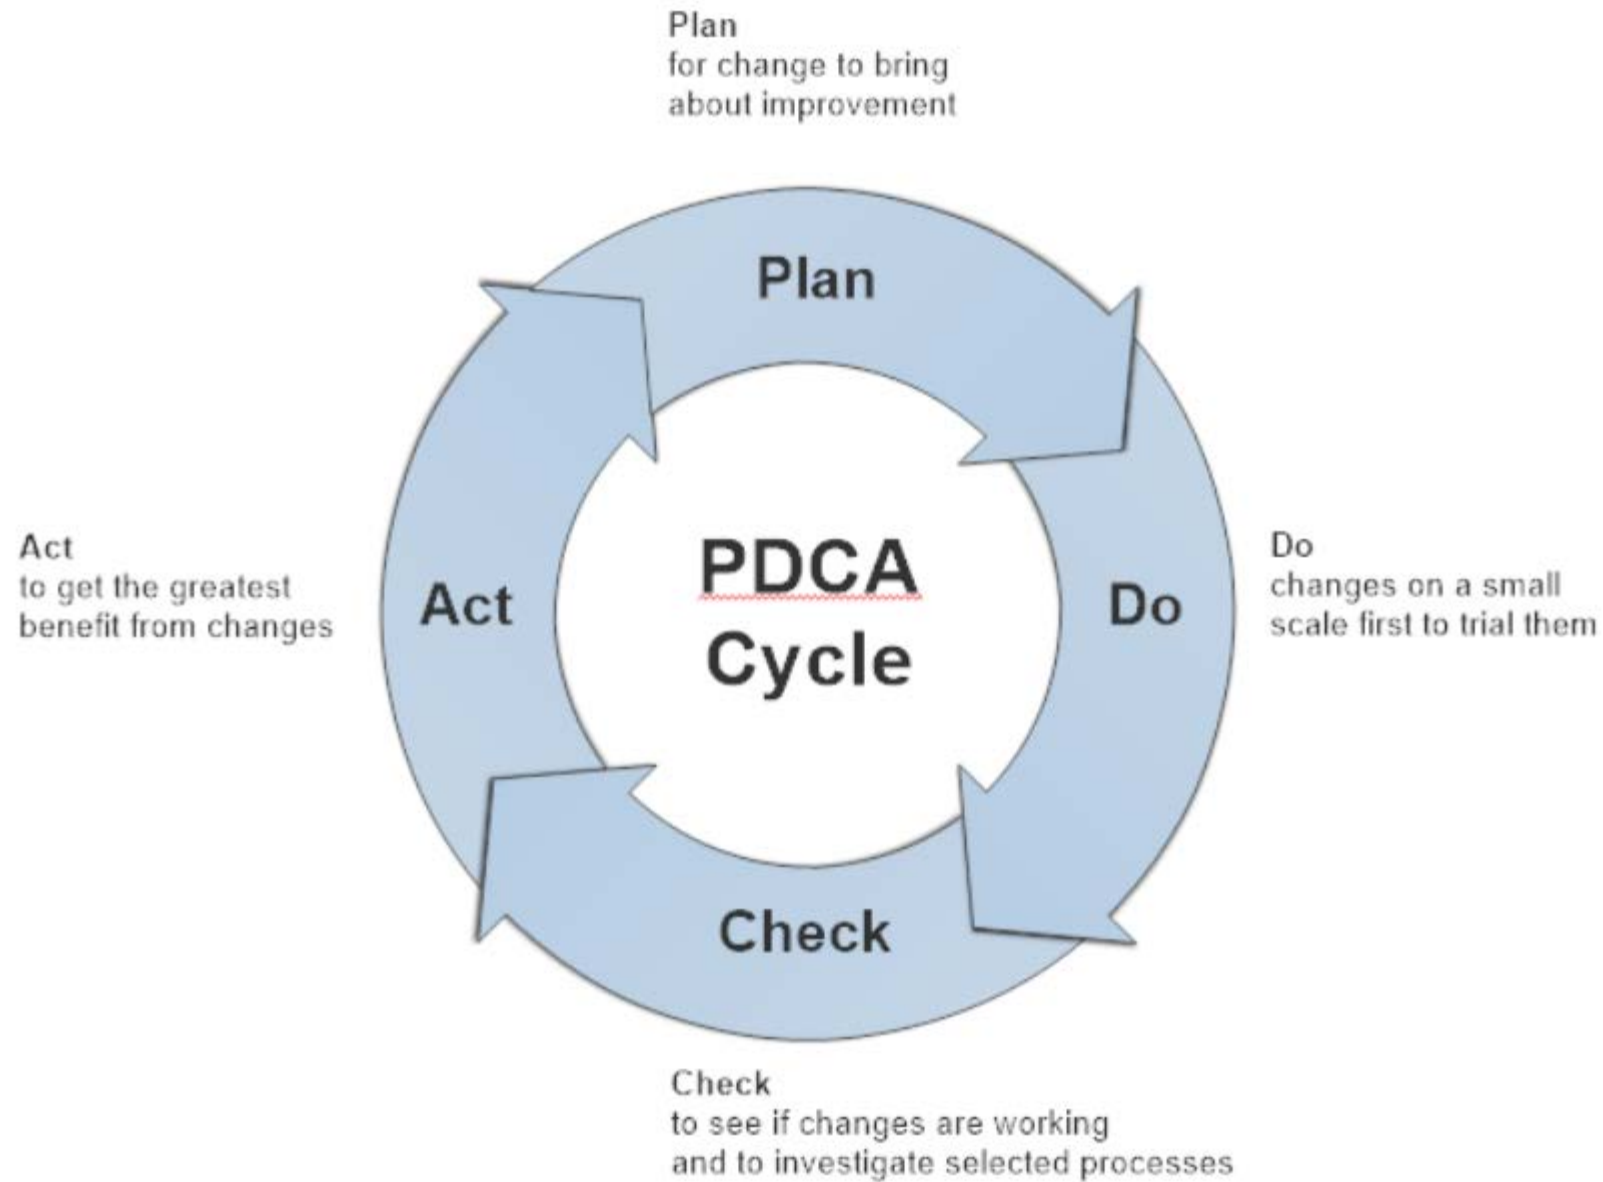 Plan
for change to bring
about improvement
Plan
Act
to get the greatest
benefit from changes
Act
PDCA
Cycle
Do
Do
changes on a small
scale first to trial them
Check
Check
to see if changes are working
and to investigate selected processes